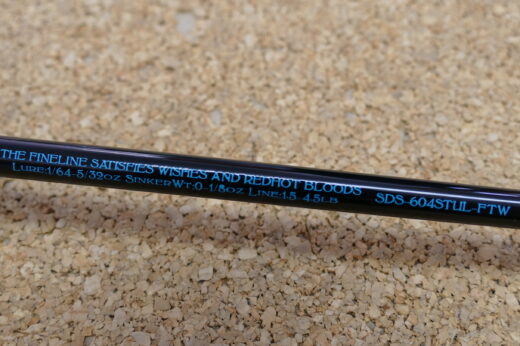 THE FINELINE SATISFIES WISHES AND REDHOT BLOODS
LURE:1/64-5/32OZ SINKERWT:0-1/8OZ LINE:1.5 4.5LB
SDS-604STUL-FTW